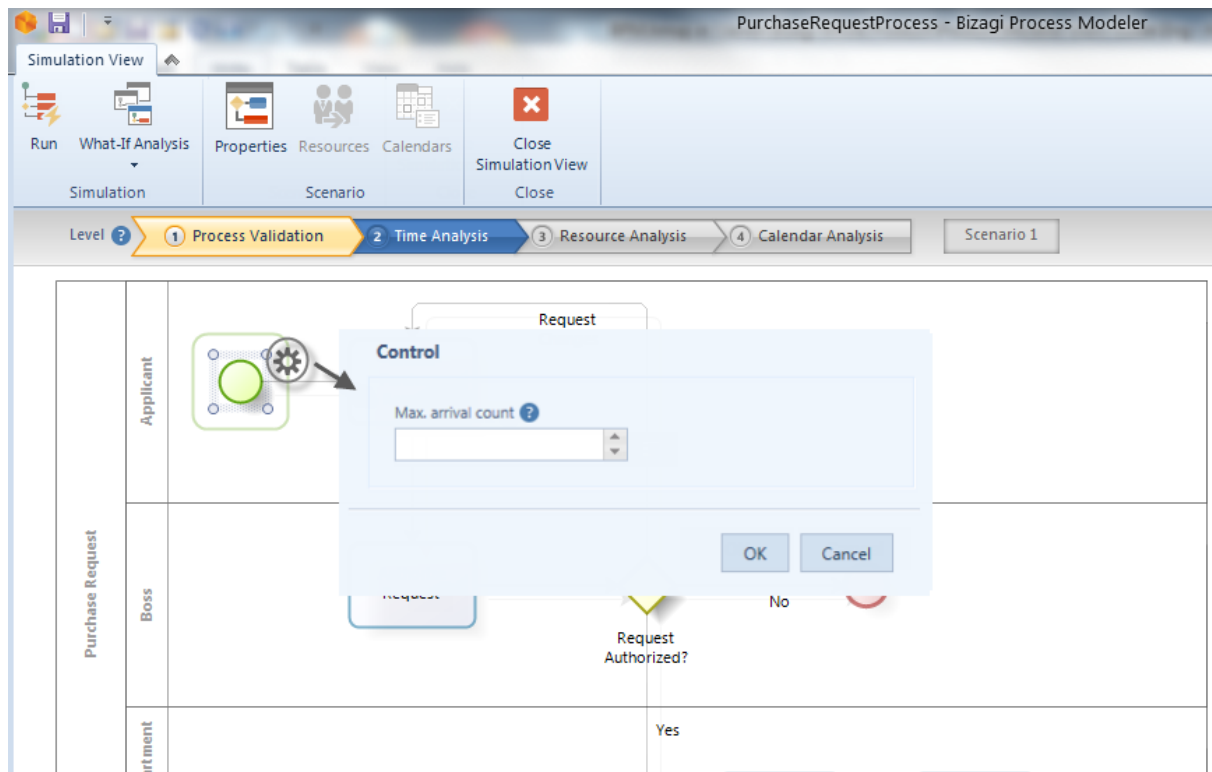 PurchaseRequestProcess - Bizagi Process Modeler
Simulation View
Run
What-If Analysis
Properties
Resources
Calendars
Close
Simulation View
Simulation
Scenario
Close
Level ?
1 Process Validation
2 Time Analysis
3 Resource Analysis
4 Calendar Analysis
Scenario 1
Purchase Request
Applicant
Request
Control
Max. arrival count ?
OK
Cancel
Boss
Request
No
Request
Authorized?
Yes